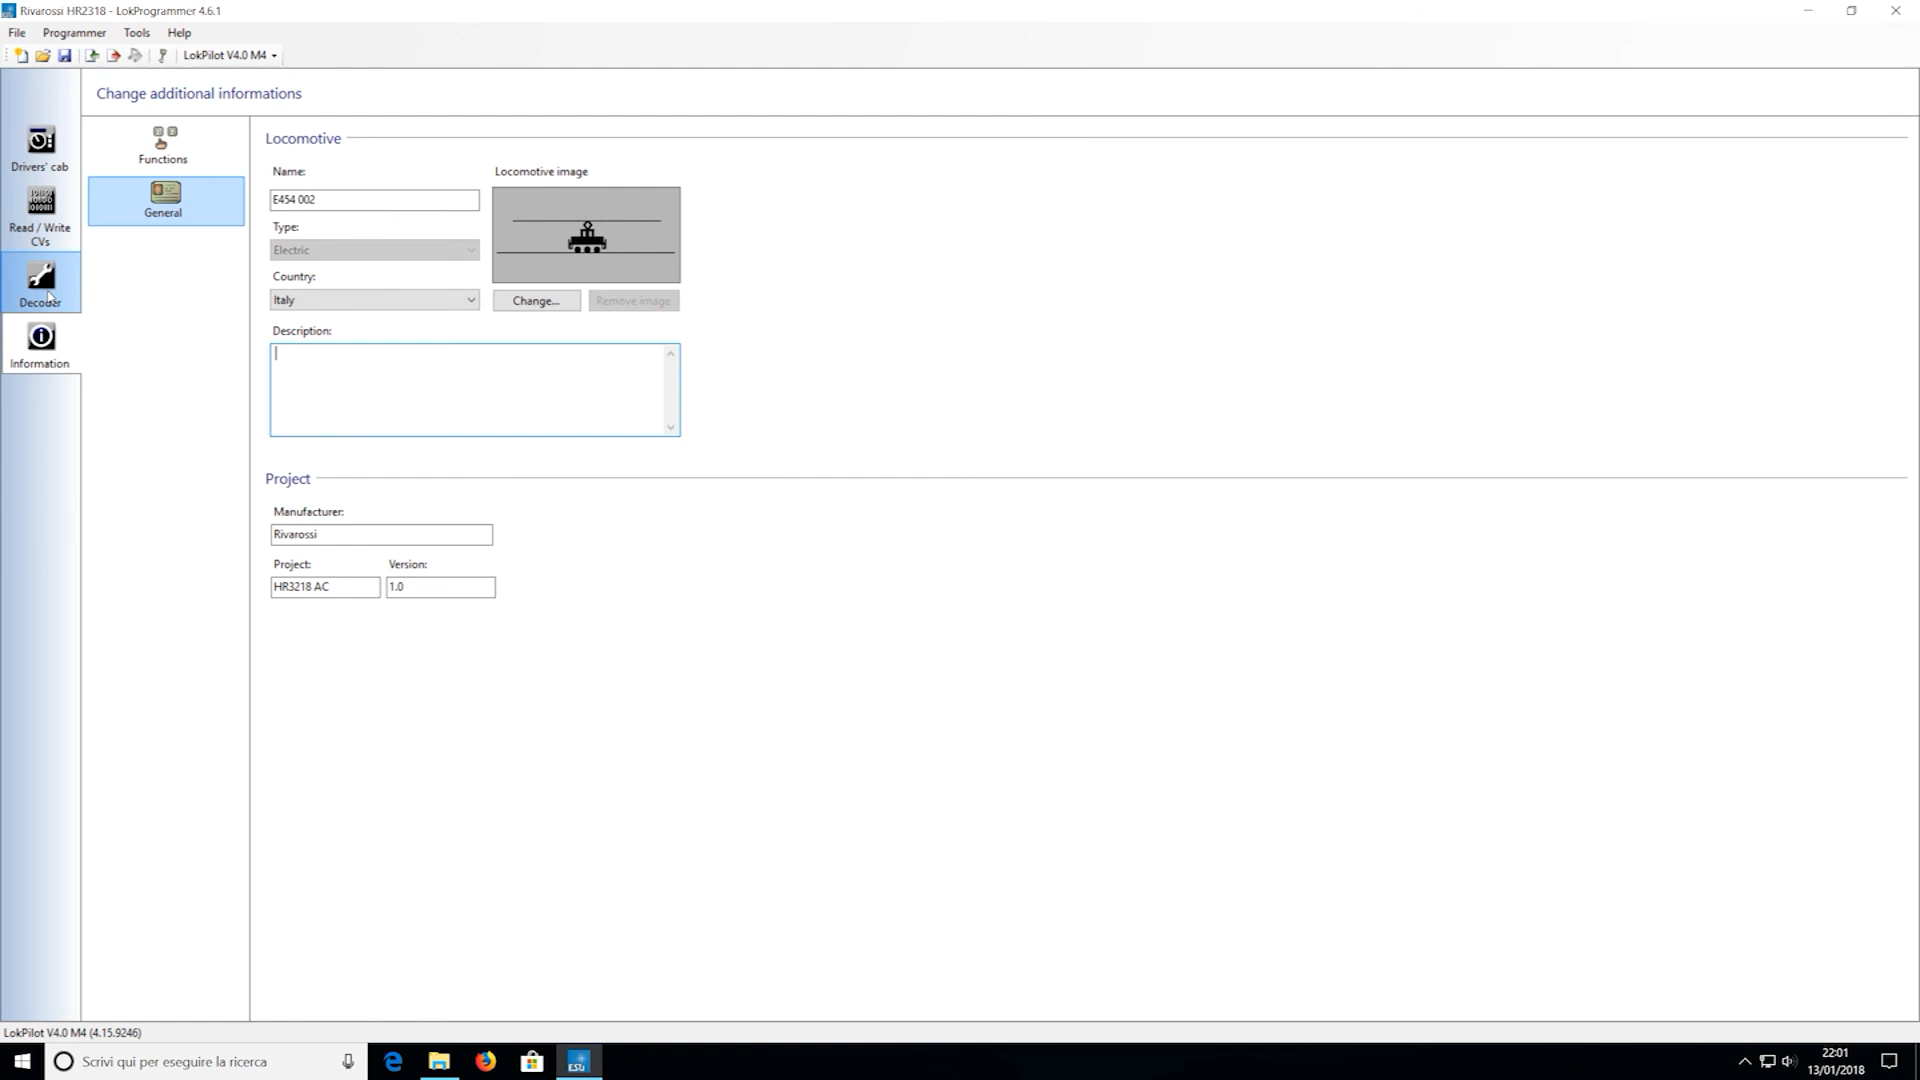 Rivarossi HR2318 - LokProgrammer 4.6.1
File Programmer Tools Help
LokPilot V4.0 M4
Change additional informations
Drivers' cab
Read / Write
CVs
Decoder
Information
Functions
General
Locomotive
Name:
Locomotive image
E454 002
Type:
Electric
Country:
Italy
Change...
Remove image
Description:
Project
Manufacturer:
Rivarossi
Project:
Version:
HR3218 AC
1.0
LokPilot V4.0 M4 (4.15.9246)
Scrivi qui per eseguire la ricerca
ESU
22:01
13/01/2018